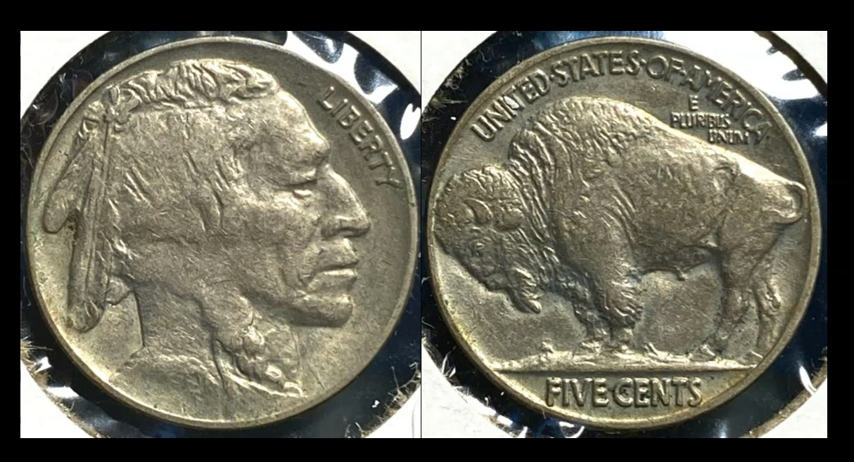 LIBERTY
UNITED·STATES·OF·AMERICA
E
PLURIBUS
UNUM
FIVE CENTS